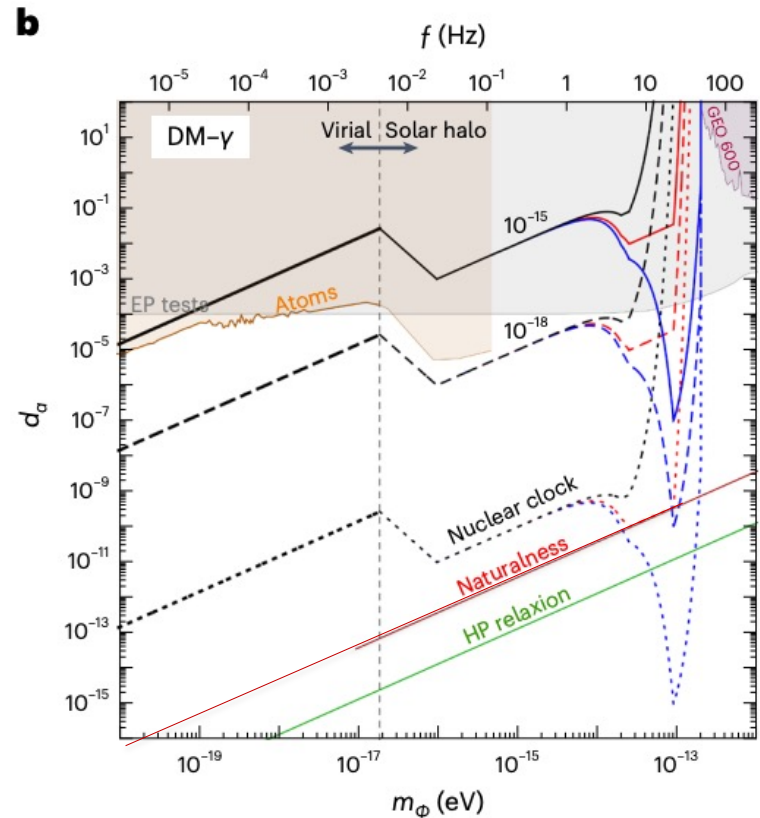 b
f (Hz)
10⁻⁵ 10⁻⁴ 10⁻³ 10⁻² 10⁻¹ 1 10 100
DM–γ
Virial Solar halo
GEO 600
10¹
10⁻¹
10⁻³
10⁻⁵
10⁻⁷
10⁻⁹
10⁻¹¹
10⁻¹³
10⁻¹⁵
dα
10⁻¹⁵
EP tests
Atoms
10⁻¹⁸
Nuclear clock
Naturalness
HP relaxion
10⁻¹⁹ 10⁻¹⁷ 10⁻¹⁵ 10⁻¹³
mΦ (eV)